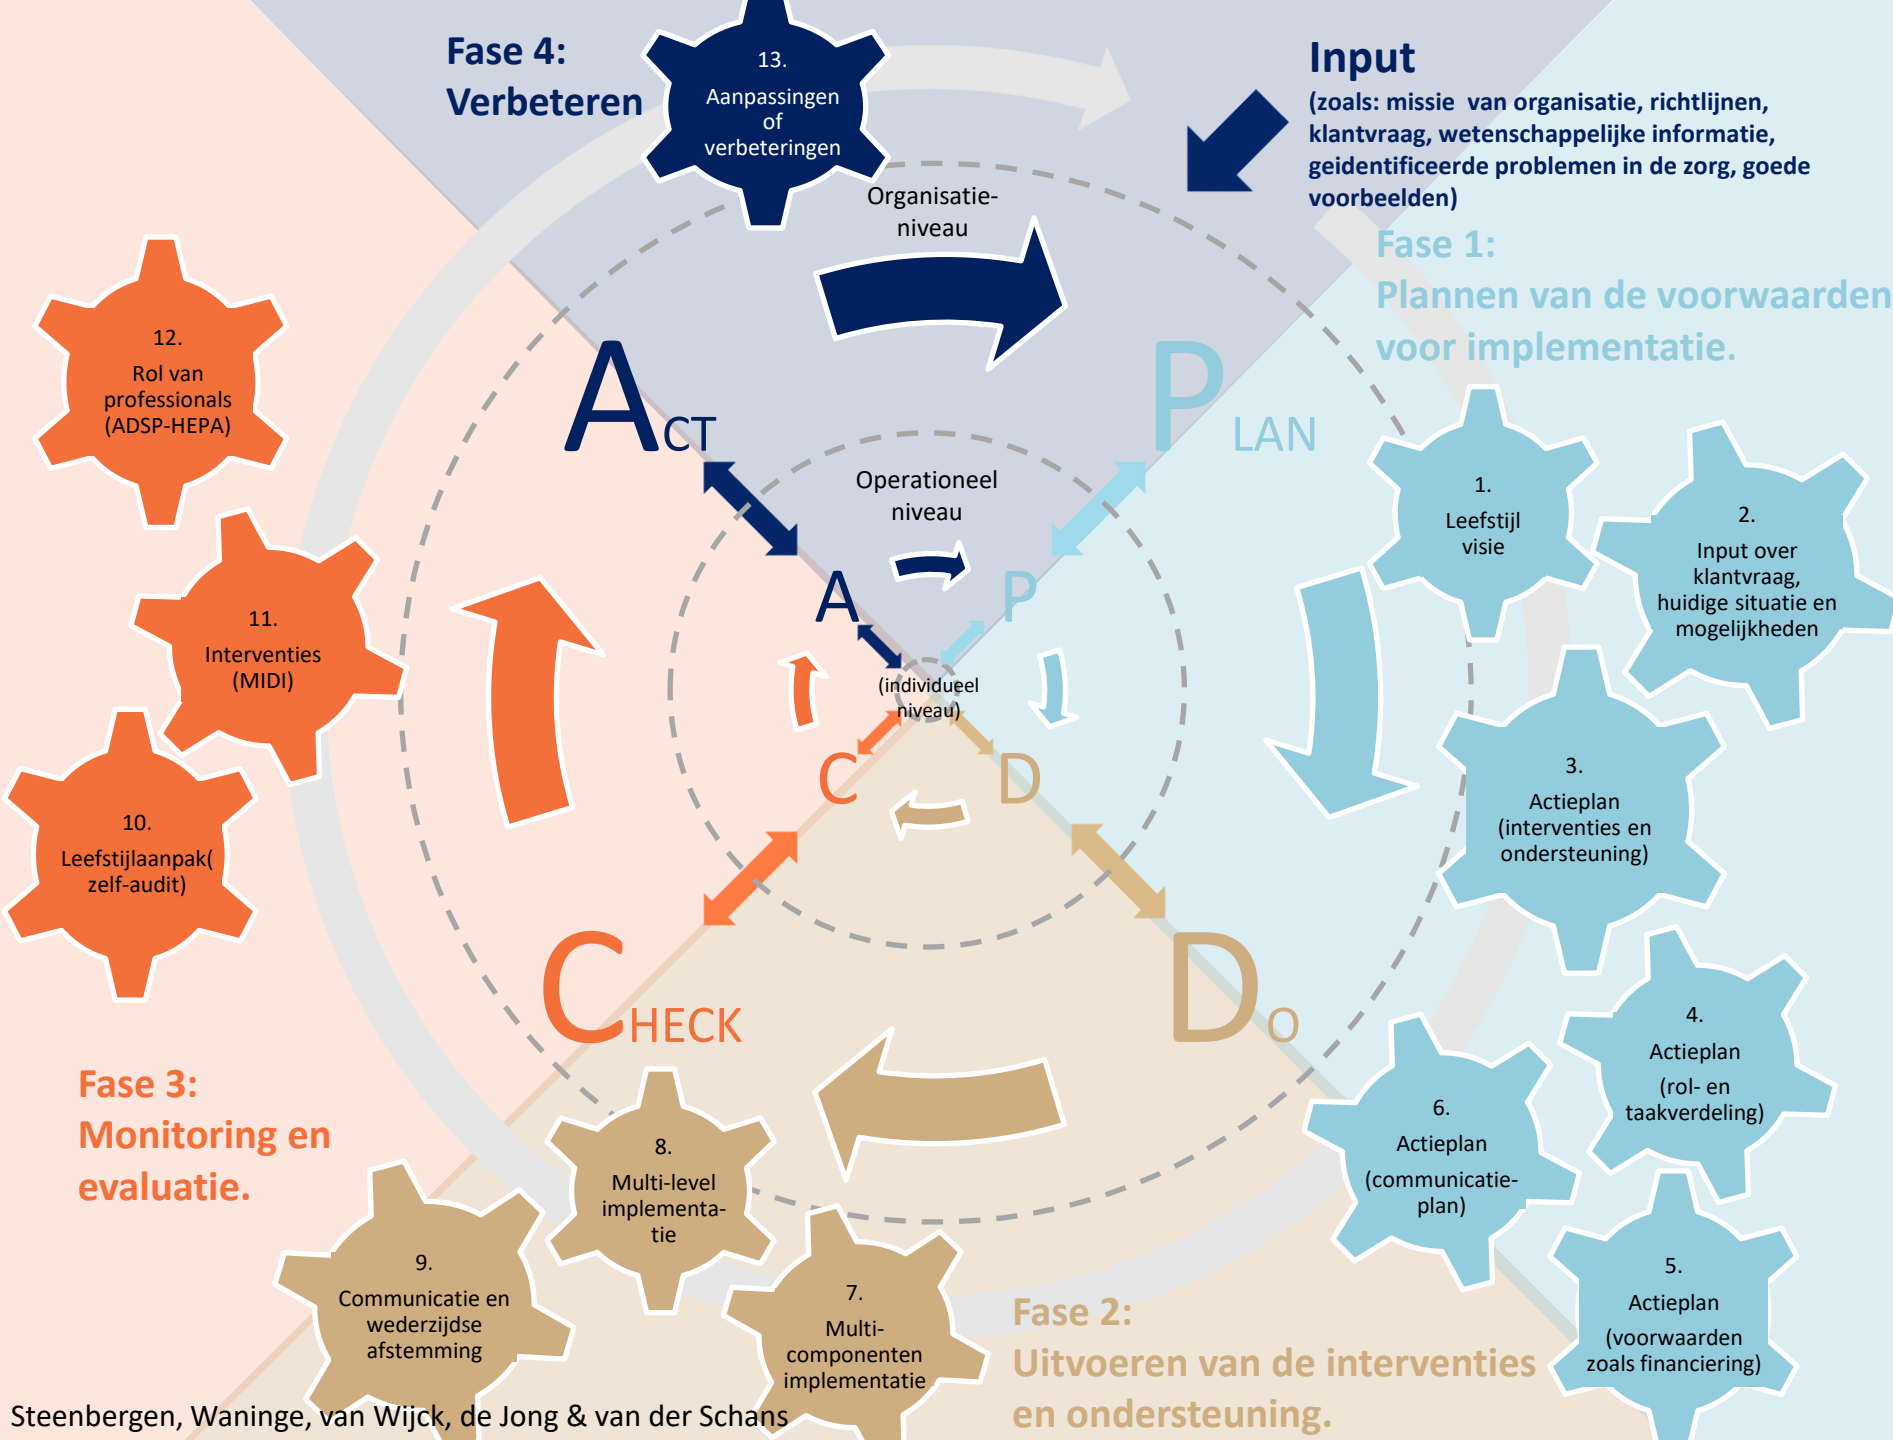 Fase 4:
Verbeteren
13.
Aanpassingen
of
verbeteringen
Input
(zoals: missie  van organisatie, richtlijnen,
klantvraag, wetenschappelijke informatie,
geidentificeerde problemen in de zorg, goede
voorbeelden)
Fase 1:
Plannen van de voorwaarden
voor implementatie.
Organisatie-
niveau
ACT
PLAN
Operationeel
niveau
A
P
(individueel
niveau)
C
D
CHECK
DO
1.
Leefstijl
visie
2.
Input over
klantvraag,
huidige situatie en
mogelijkheden
3.
Actieplan
(interventies en
ondersteuning)
4.
Actieplan
(rol- en
taakverdeling)
5.
Actieplan
(voorwaarden
zoals financiering)
6.
Actieplan
(communicatie-
plan)
Fase 2:
Uitvoeren van de interventies
en ondersteuning.
7.
Multi-
componenten
implementatie
8.
Multi-level
implementa-
tie
9.
Communicatie en
wederzijdse
afstemming
Fase 3:
Monitoring en
evaluatie.
10.
Leefstijlaanpak(
zelf-audit)
11.
Interventies
(MIDI)
12.
Rol van
professionals
(ADSP-HEPA)
Steenbergen, Waninge, van Wijck, de Jong & van der Schans